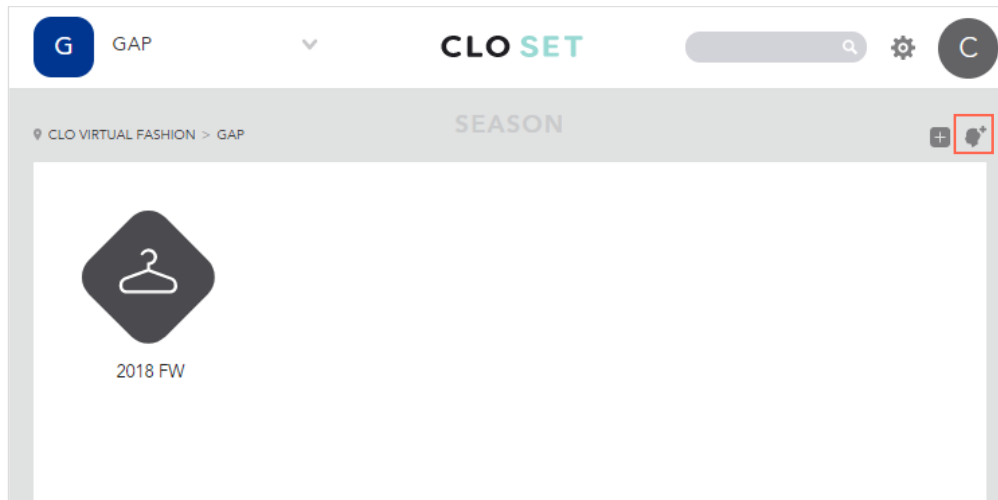 G GAP CLO SET C
SEASON
CLO VIRTUAL FASHION > GAP
2018 FW